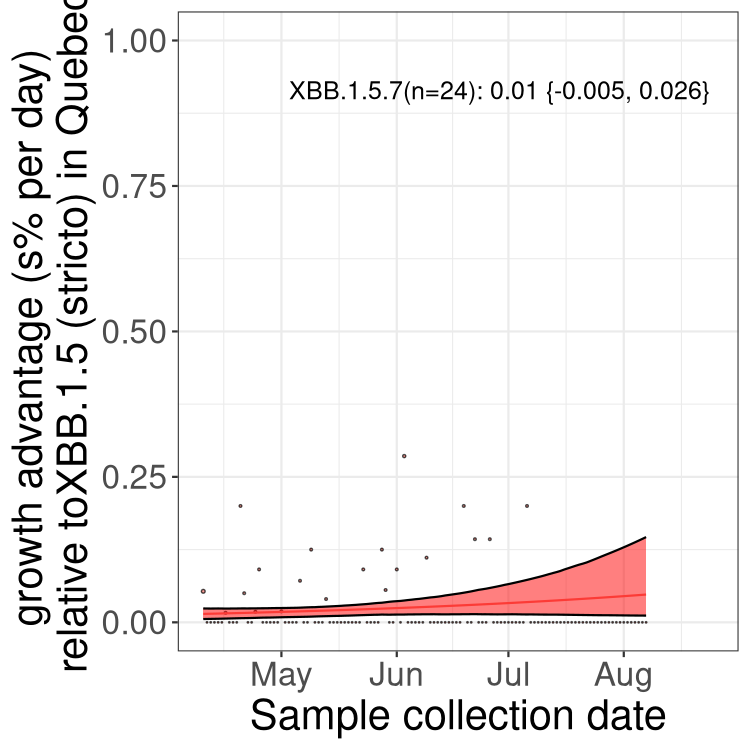 growth advantage (s% per day)
relative toXBB.1.5 (stricto) in Quebec
1.00
0.75
0.50
0.25
0.00
XBB.1.5.7(n=24): 0.01 {-0.005, 0.026}
May Jun Jul Aug
Sample collection date